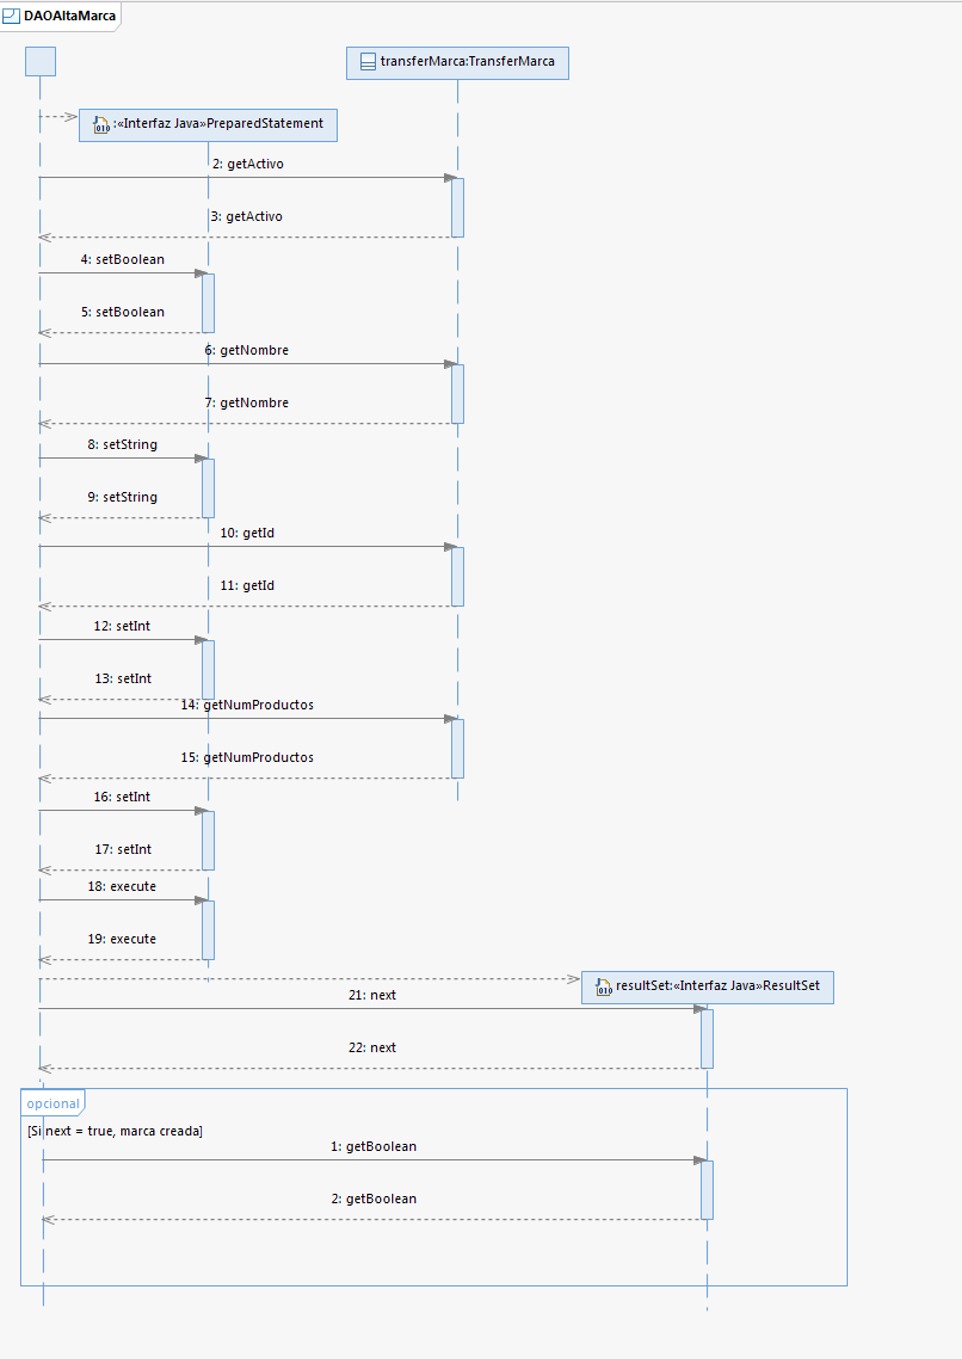 DAOAltaMarca
transferMarca:TransferMarca
:«Interfaz Java»PreparedStatement
2: getActivo
3: getActivo
4: setBoolean
5: setBoolean
6: getNombre
7: getNombre
8: setString
9: setString
10: getId
11: getId
12: setInt
13: setInt
14: getNumProductos
15: getNumProductos
16: setInt
17: setInt
18: execute
19: execute
resultSet:«Interfaz Java»ResultSet
21: next
22: next
opcional
[Si next = true, marca creada]
1: getBoolean
2: getBoolean